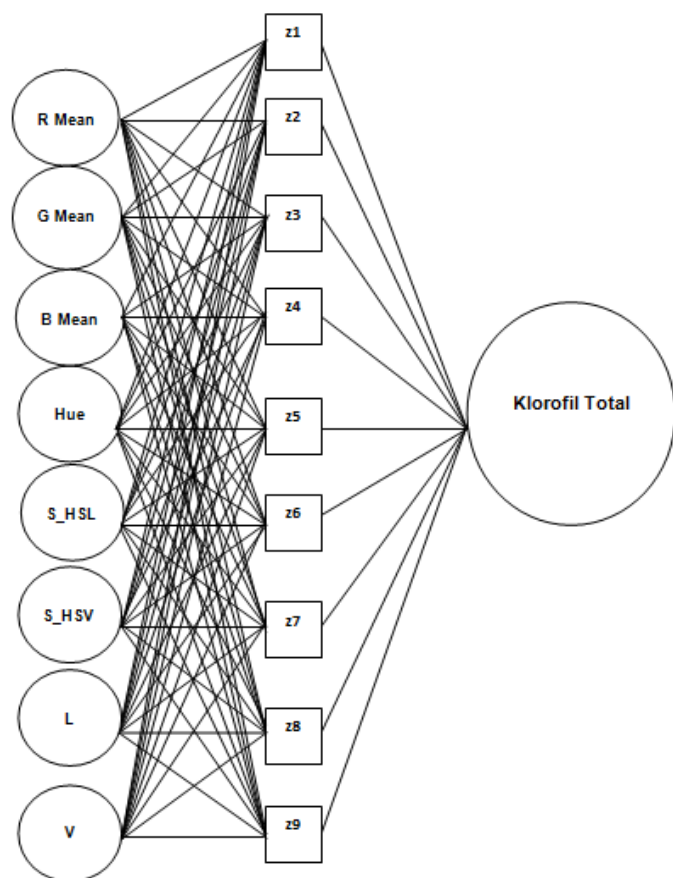 R Mean
G Mean
B Mean
Hue
S_HSL
S_HSV
L
V
z1
z2
z3
z4
z5
z6
z7
z8
z9
Klorofil Total